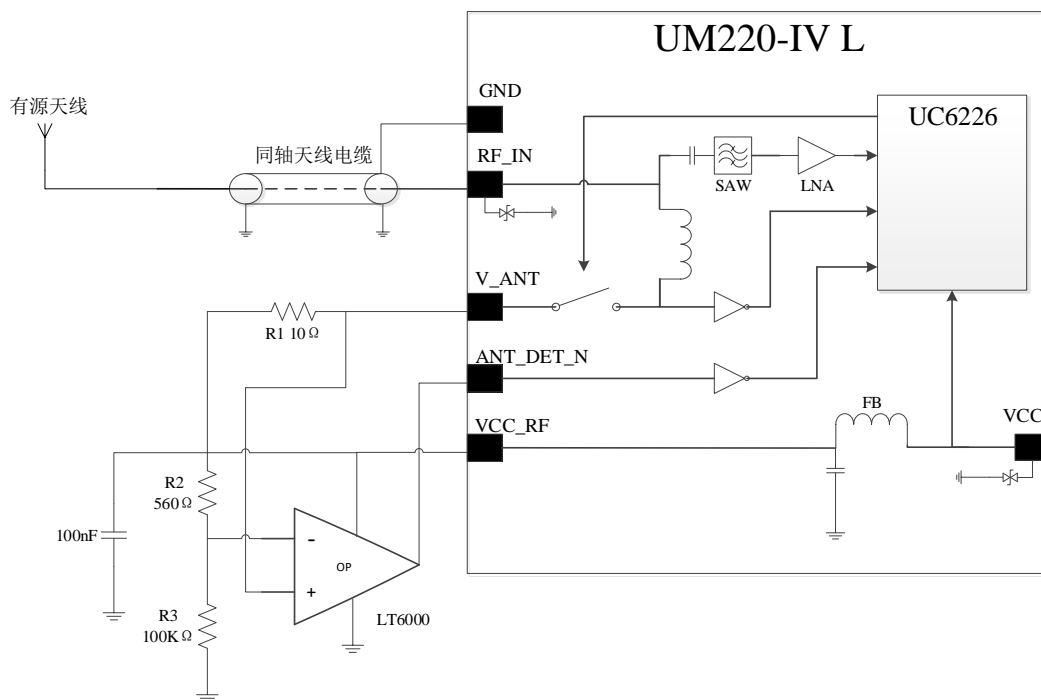 UM220-IV L
GND
有源天线
UC6226
同轴天线电缆
RF_IN
SAW
LNA
V_ANT
R1 10Ω
ANT_DET_N
FB
VCC_RF
VCC
R2
560Ω
100nF
-
OP
+
R3
100KΩ
LT6000